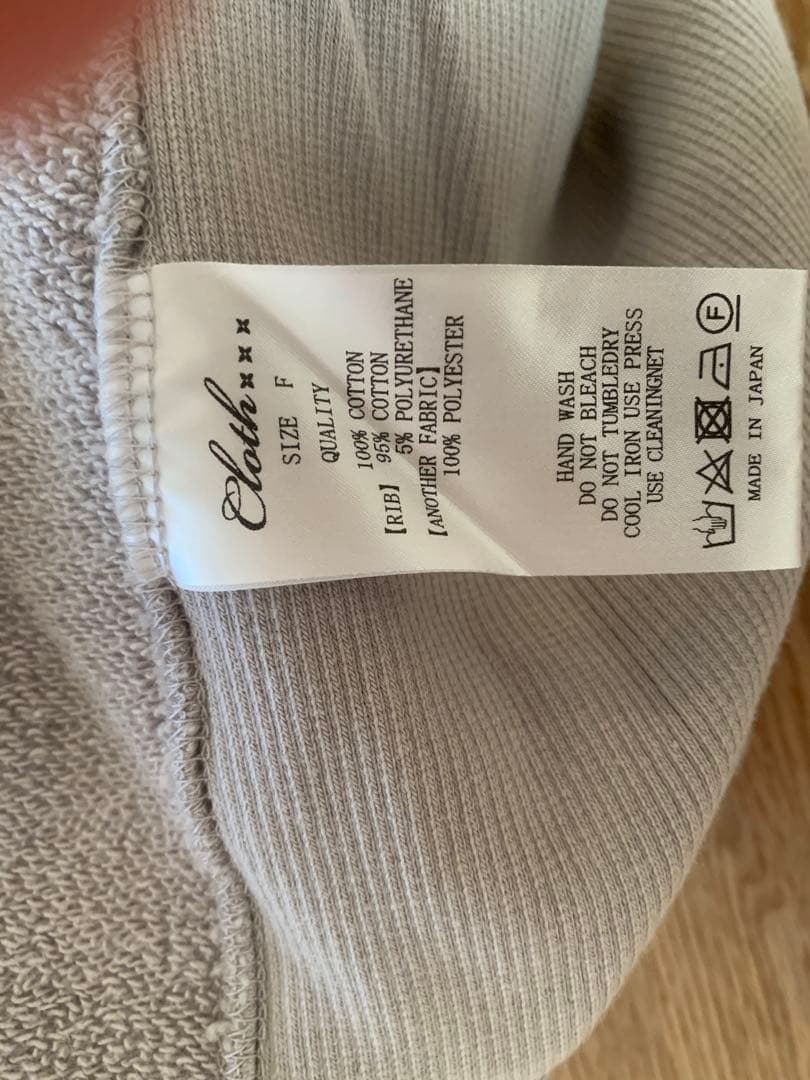 Cloth×××
SIZE F
QUALITY
100% COTTON
【RIB】 95% COTTON
5% POLYURETHANE
【ANOTHER FABRIC】
100% POLYESTER
HAND WASH
DO NOT BLEACH
DO NOT TUMBLEDRY
COOL IRON USE PRESS
USE CLEANINGNET
F
MADE IN JAPAN